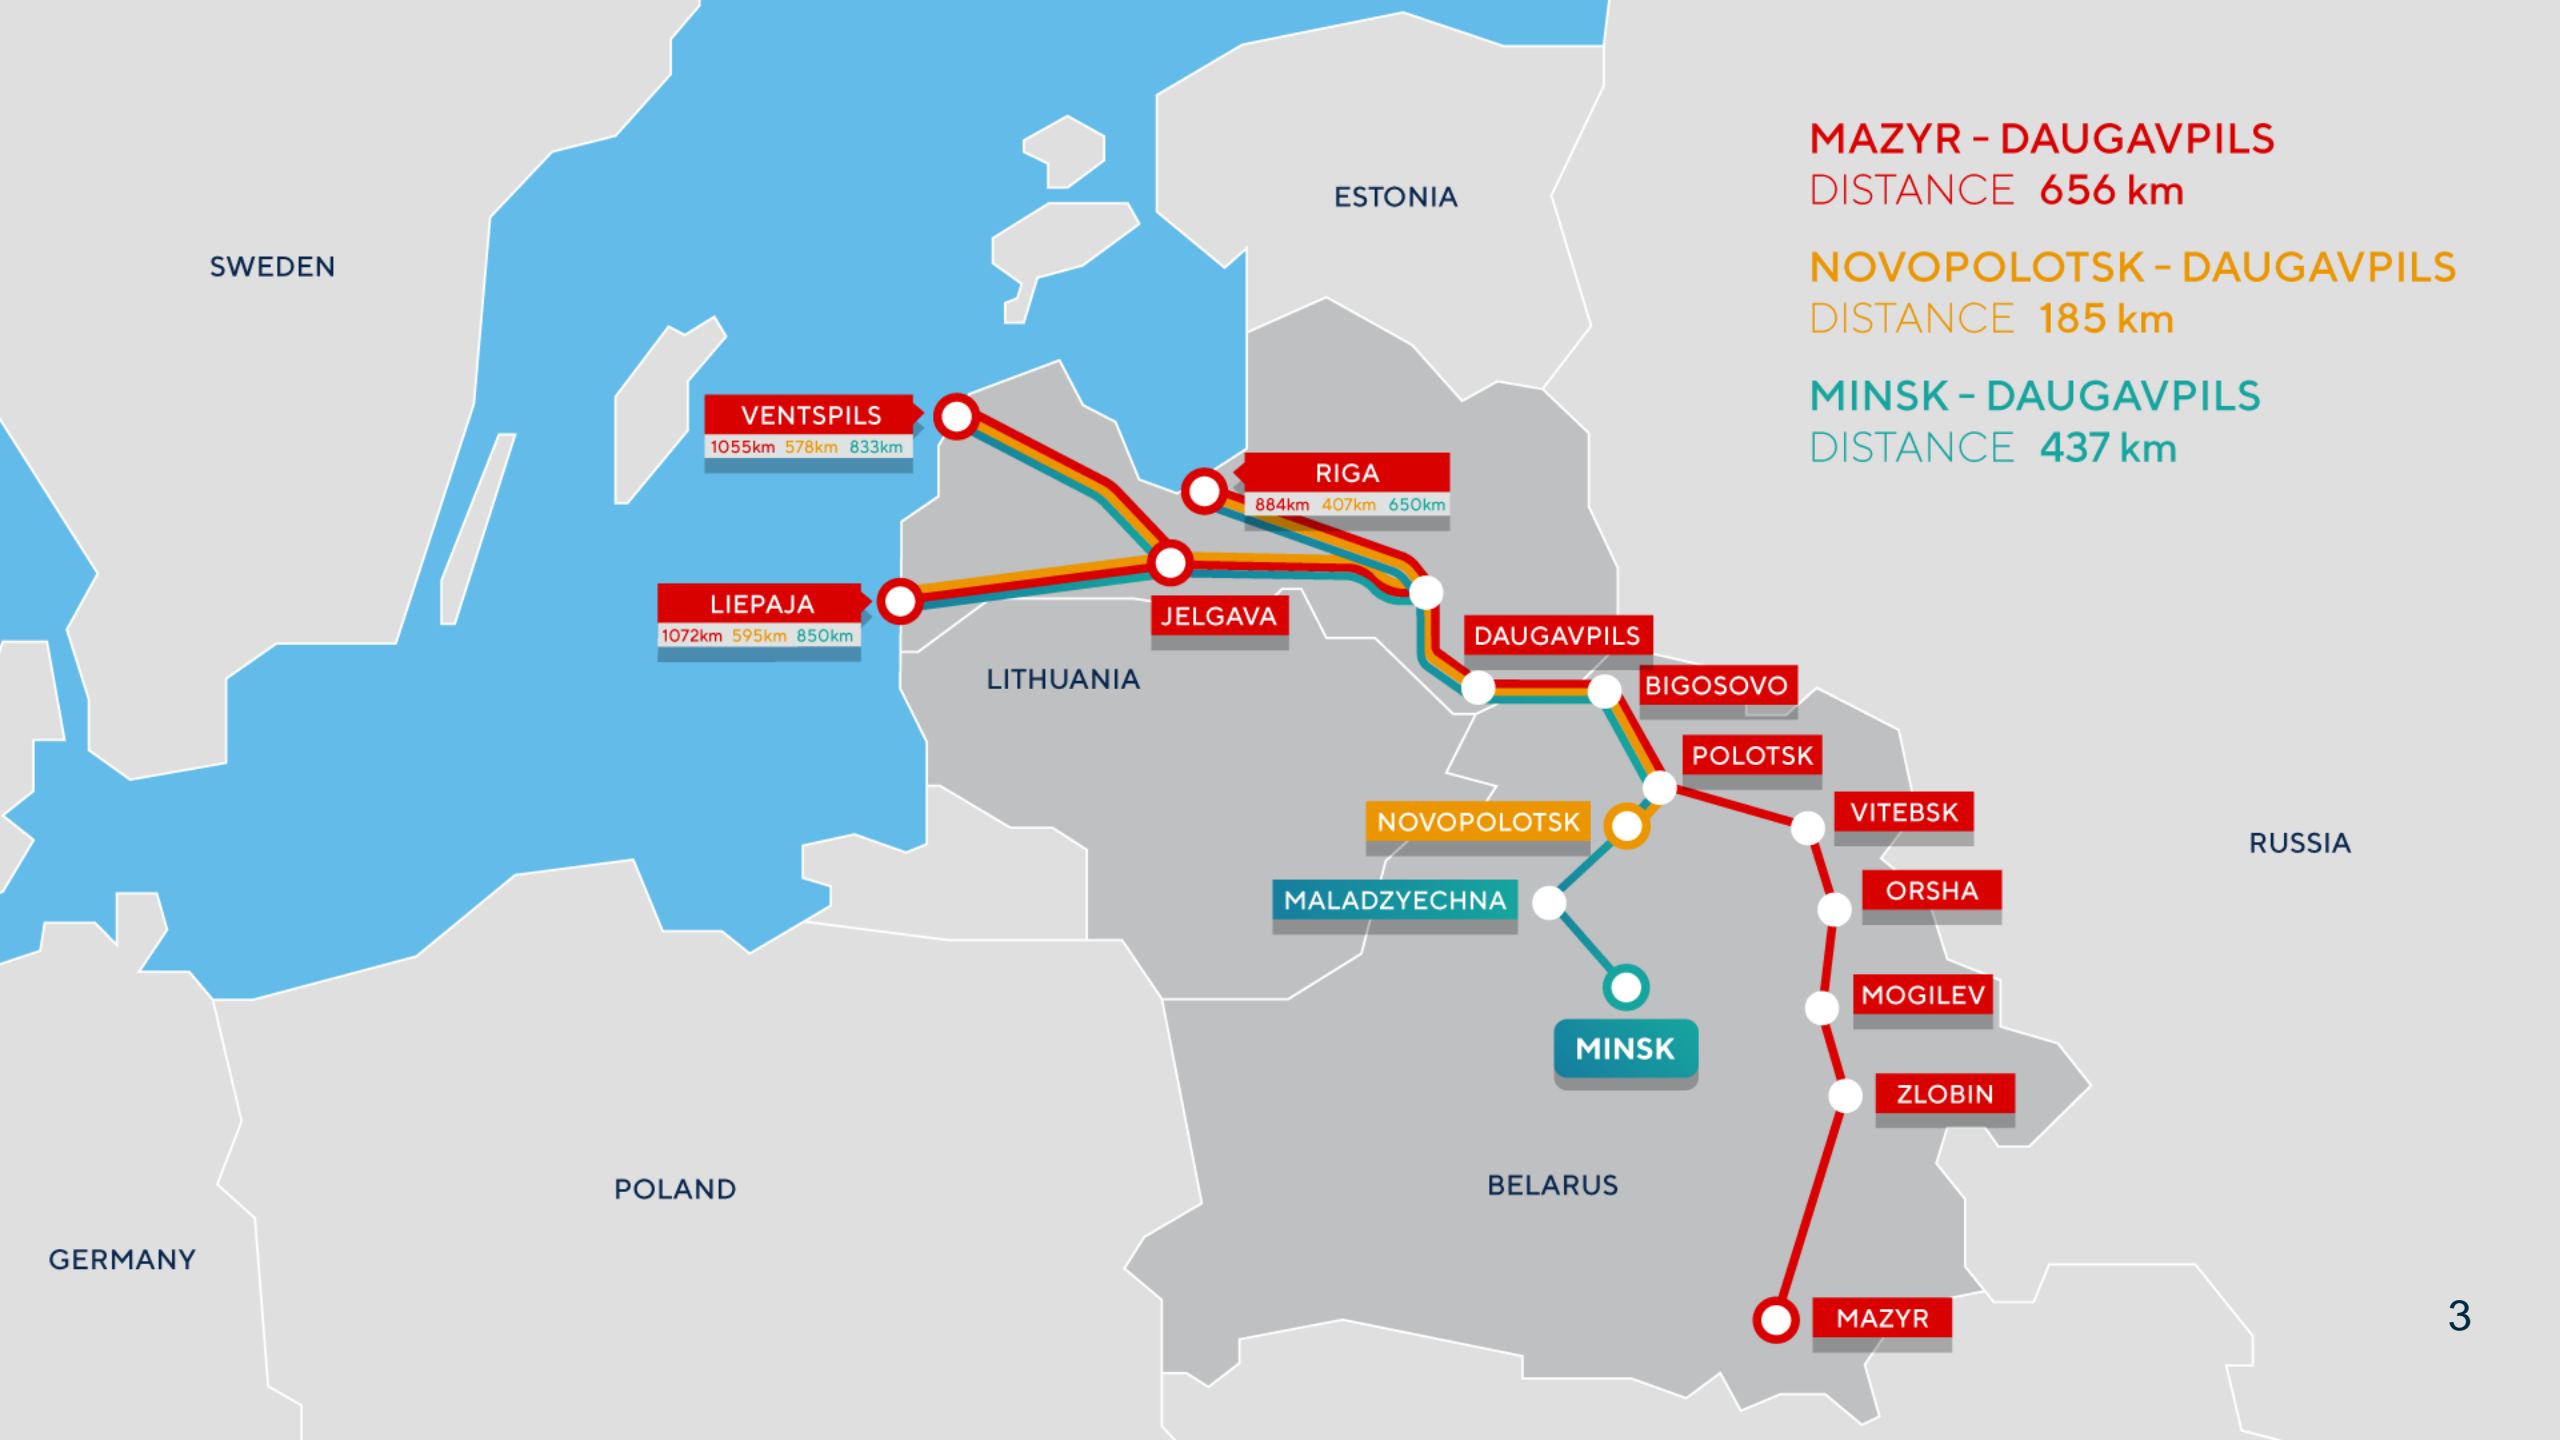 MAZYR - DAUGAVPILS
DISTANCE 656 km
NOVOPOLOTSK - DAUGAVPILS
DISTANCE 185 km
MINSK - DAUGAVPILS
DISTANCE 437 km
ESTONIA
SWEDEN
VENTSPILS
1055km 578km 833km
RIGA
884km 407km 650km
LIEPAJA
1072km 595km 850km
JELGAVA
DAUGAVPILS
LITHUANIA
BIGOSOVO
POLOTSK
NOVOPOLOTSK
VITEBSK
RUSSIA
MALADZYECHNA
ORSHA
MOGILEV
MINSK
ZLOBIN
POLAND
BELARUS
GERMANY
MAZYR
3